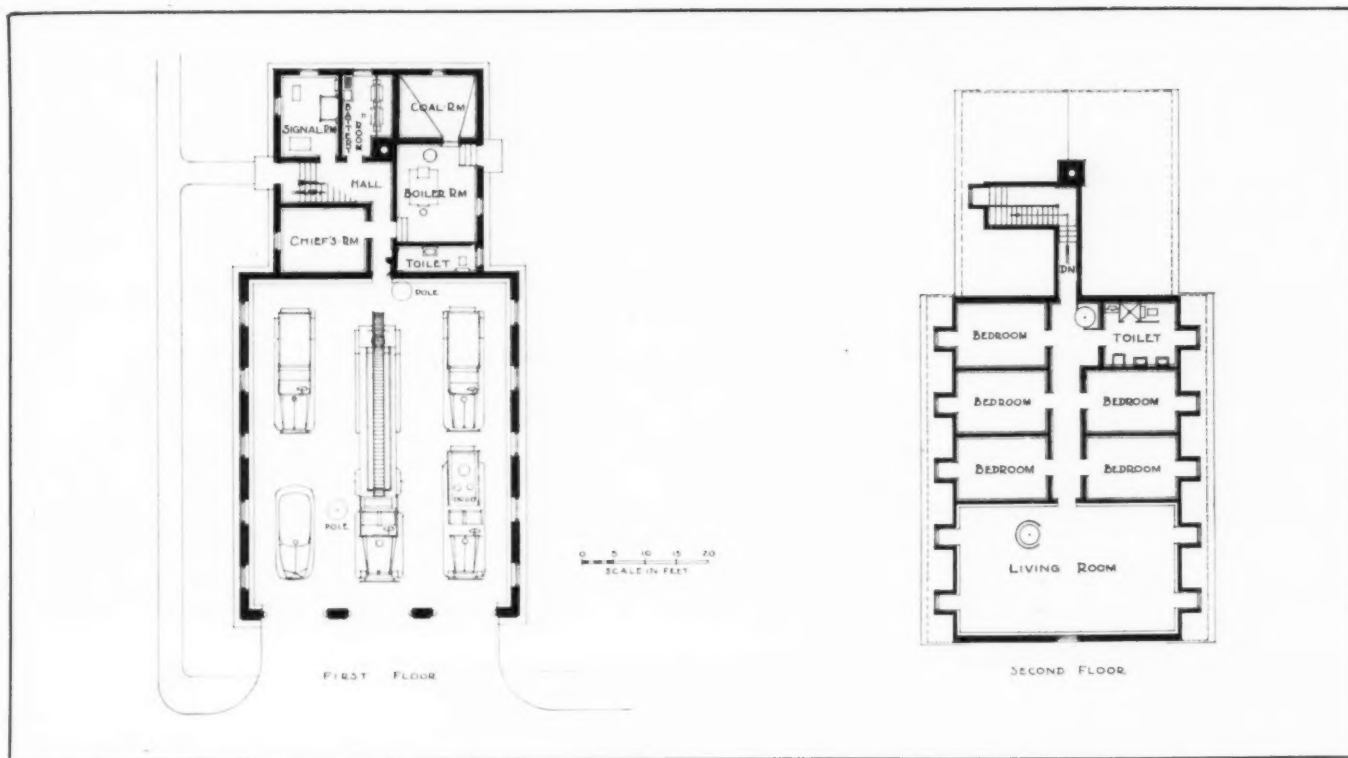 COAL RM
SIGNAL RM
BATTERY
ROOM
HALL
BOILER RM
CHIEF'S RM
TOILET
POLE
POLE
0 5 10 15 20
SCALE IN FEET
FIRST FLOOR
DN
BEDROOM
TOILET
BEDROOM
BEDROOM
BEDROOM
BEDROOM
LIVING ROOM
SECOND FLOOR